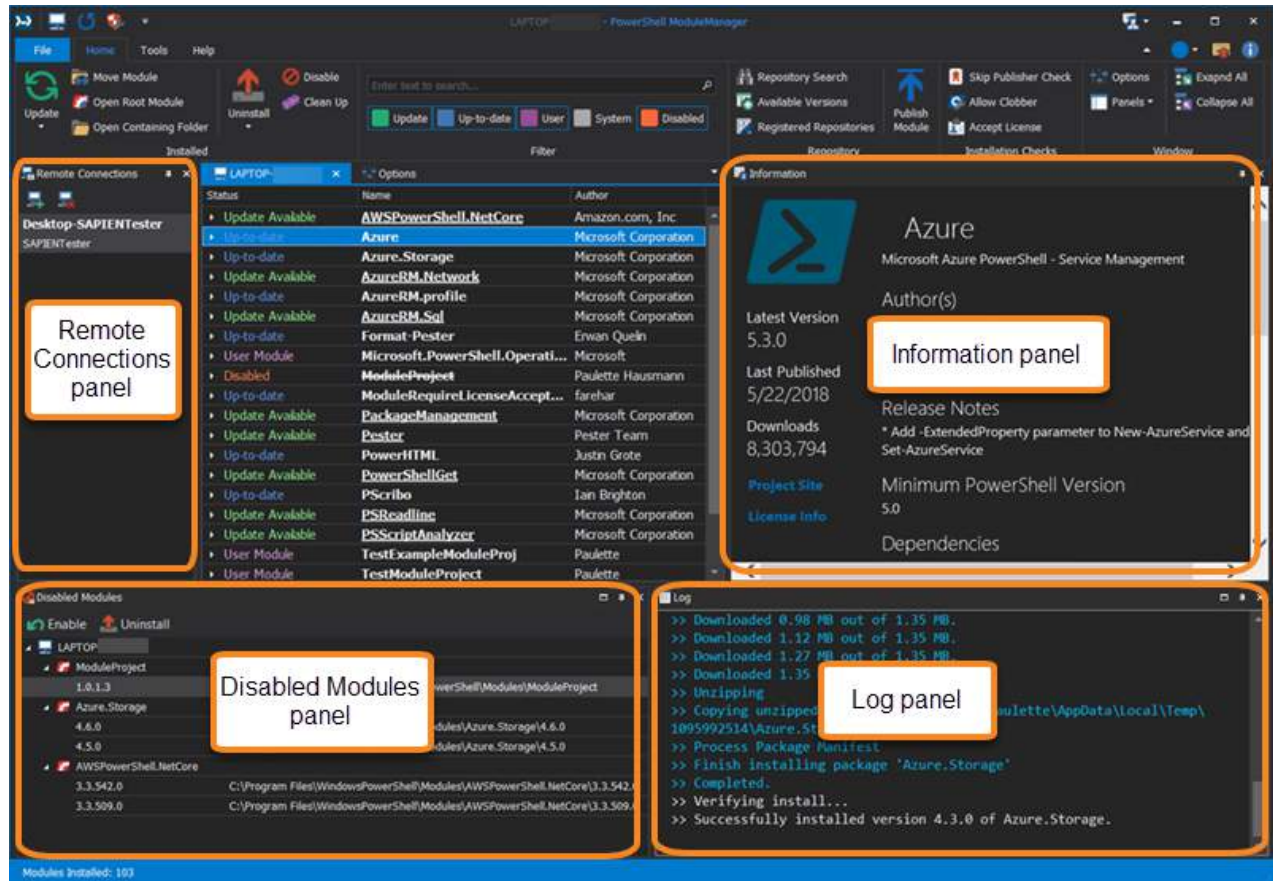 LAPTOP - PowerShell ModuleManager
File Home Tools Help
Move Module
Open Root Module
Open Containing Folder
Update
Uninstall
Disable
Clean Up
Installed
Enter text to search...
Update Up-to-date User System Disabled
Filter
Repository Search
Available Versions
Registered Repositories
Publish
Module
Repository
Skip Publisher Check
Allow Clobber
Accept License
Installation Checks
Options
Panels
Exapnd All
Collapse All
Window
Remote Connections
Desktop-SAPIENTester
SAPIENTester
Remote
Connections
panel
LAPTOP- Options
Status Name Author
Update Available AWSPowerShell.NetCore Amazon.com, Inc
Up-to-date Azure Microsoft Corporation
Up-to-date Azure.Storage Microsoft Corporation
Update Available AzureRM.Network Microsoft Corporation
Up-to-date AzureRM.profile Microsoft Corporation
Update Available AzureRM.Sql Microsoft Corporation
Up-to-date Format-Pester Erwan Queln
User Module Microsoft.PowerShell.Operati... Microsoft
Disabled ModuleProject Paulette Hausmann
Up-to-date ModuleRequireLicenseAccept... farehar
Update Available PackageManagement Microsoft Corporation
Update Available Pester Pester Team
Up-to-date PowerHTML Justin Grote
Update Available PowerShellGet Microsoft Corporation
Up-to-date PScribo Iain Brighton
Update Available PSReadline Microsoft Corporation
Update Available PSScriptAnalyzer Microsoft Corporation
User Module TestExampleModuleProj Paulette
User Module TestModuleProject Paulette
Information
Azure
Microsoft Azure PowerShell - Service Management
Author(s)
Information panel
Latest Version
5.3.0
Last Published
5/22/2018
Downloads
8,303,794
Project Site
License Info
Release Notes
* Add -ExtendedProperty parameter to New-AzureService and
Set-AzureService
Minimum PowerShell Version
5.0
Dependencies
Disabled Modules
Enable Uninstall
LAPTOP
ModuleProject
1.0.1.3 werShell\Modules\ModuleProject
Azure.Storage
4.6.0 dules\Azure.Storage\4.6.0
4.5.0 dules\Azure.Storage\4.5.0
AWSPowerShell.NetCore
3.3.542.0 C:\Program Files\WindowsPowerShell\Modules\AWSPowerShell.NetCore\3.3.542.
3.3.509.0 C:\Program Files\WindowsPowerShell\Modules\AWSPowerShell.NetCore\3.3.509.
Disabled Modules
panel
Log
>> Downloaded 0.98 MB out of 1.35 MB.
>> Downloaded 1.12 MB out of 1.35 MB.
>> Downloaded 1.27 MB out of 1.35 MB.
>> Downloaded 1.35
>> Unzipping
>> Copying unzipped aulette\AppData\Local\Temp\
1095992514\Azure.St
>> Process Package Manifest
>> Finish installing package 'Azure.Storage'
>> Completed.
>> Verifying install...
>> Successfully installed version 4.3.0 of Azure.Storage.
Log panel
Modules Installed: 103